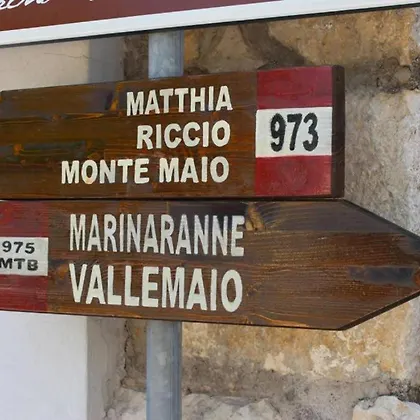 MATTHIA
RICCIO
MONTE MAIO
973
975
MTB
MARINARANNE
VALLEMAIO